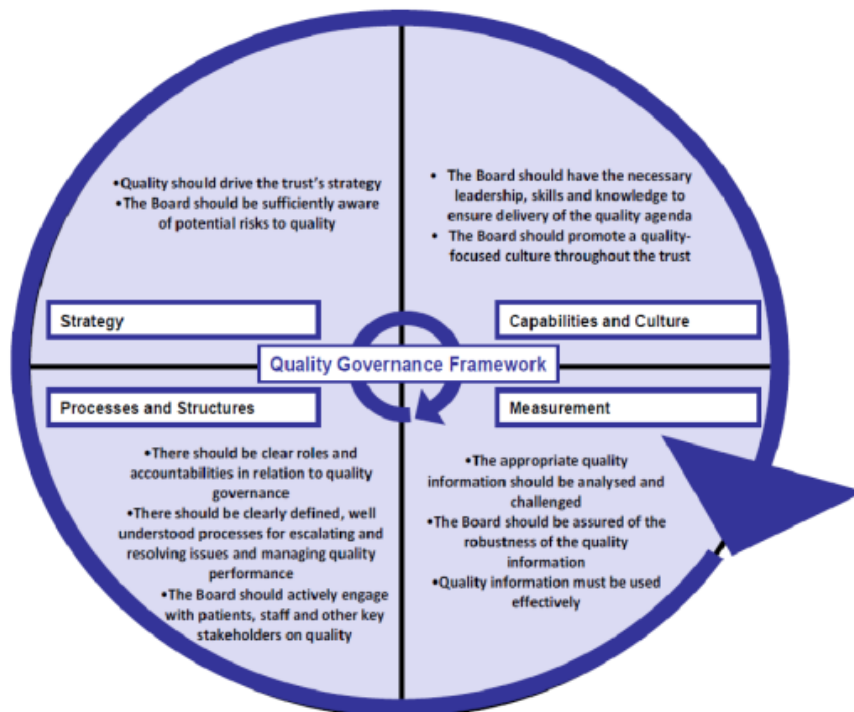 •Quality should drive the trust's strategy
•The Board should be sufficiently aware
of potential risks to quality
Strategy
• The Board should have the necessary
leadership, skills and knowledge to
ensure delivery of the quality agenda
• The Board should promote a quality-
focused culture throughout the trust
Capabilities and Culture
Quality Governance Framework
Processes and Structures
•There should be clear roles and
accountabilities in relation to quality
governance
•There should be clearly defined, well
understood processes for escalating and
resolving issues and managing quality
performance
•The Board should actively engage
with patients, staff and other key
stakeholders on quality
Measurement
•The appropriate quality
information should be analysed and
challenged
•The Board should be assured of the
robustness of the quality
information
•Quality information must be used
effectively